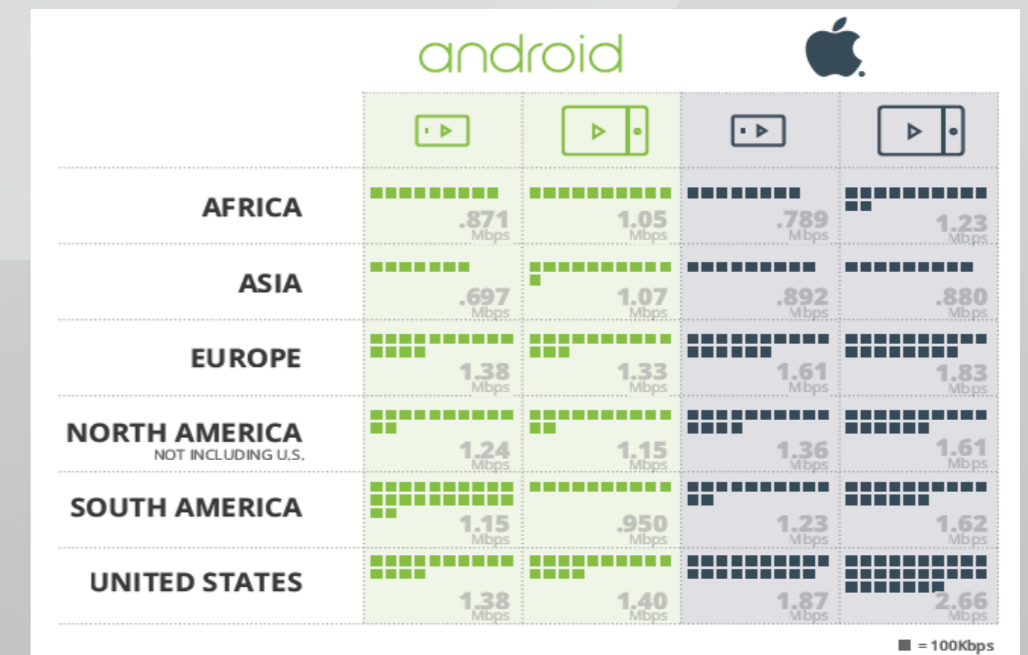 android
AFRICA
.871
Mbps
1.05
Mbps
.789
Mbps
1.23
Mbps
ASIA
.697
Mbps
1.07
Mbps
.892
Mbps
.880
Mbps
EUROPE
1.38
Mbps
1.33
Mbps
1.61
Mbps
1.83
Mbps
NORTH AMERICA
NOT INCLUDING U.S.
1.24
Mbps
1.15
Mbps
1.36
Mbps
1.61
Mbps
SOUTH AMERICA
1.15
Mbps
.950
Mbps
1.23
Mbps
1.62
Mbps
UNITED STATES
1.38
Mbps
1.40
Mbps
1.87
Mbps
2.66
Mbps
= 100Kbps